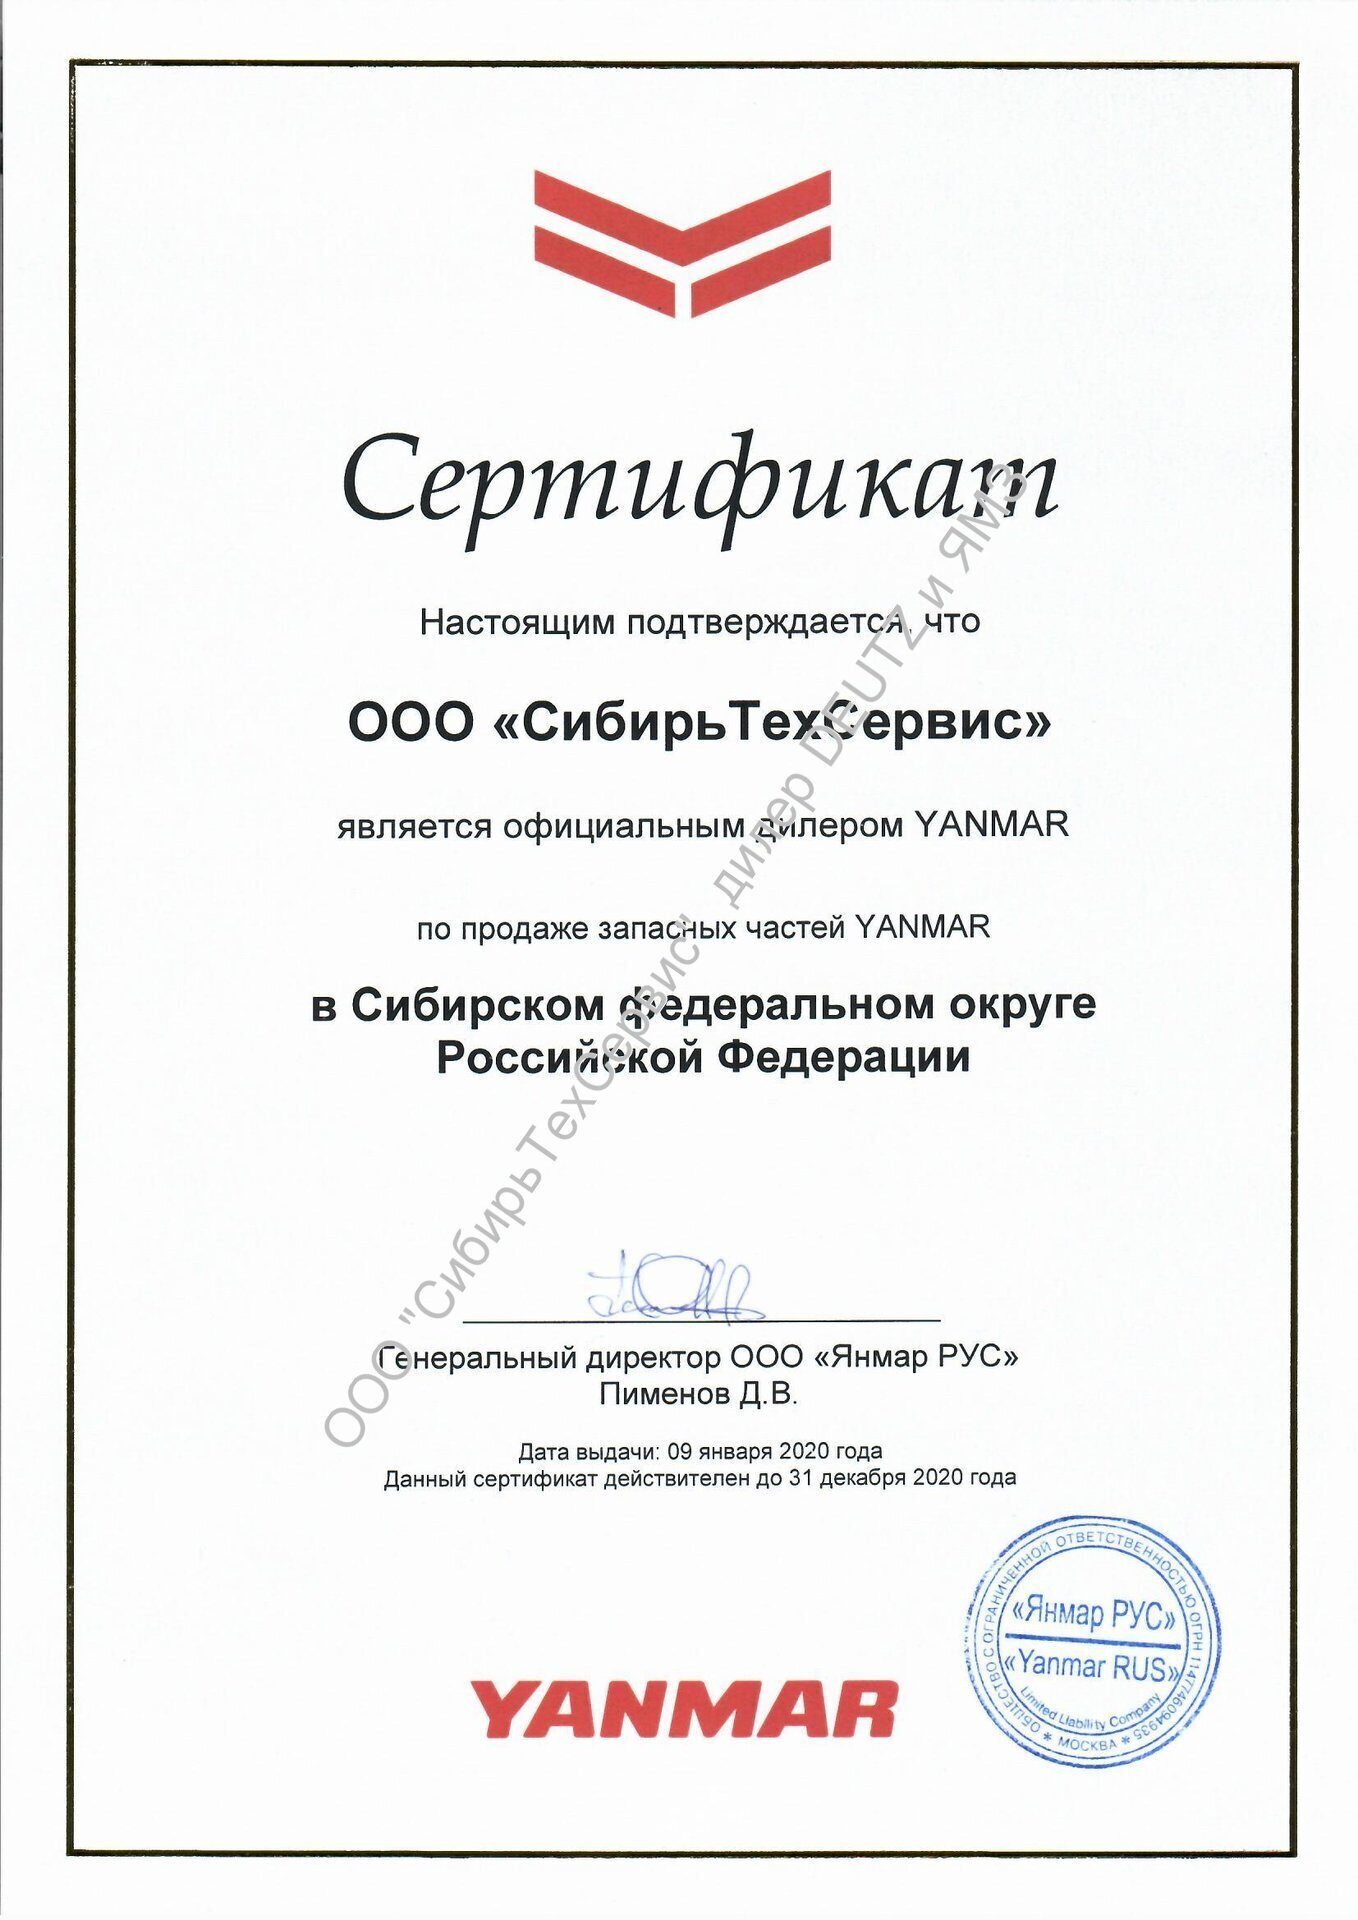 Сертификат
Настоящим подтверждается, что
ООО «СибирьТехСервис»
является официальным дилером YANMAR
по продаже запасных частей YANMAR
в Сибирском федеральном округе
Российской Федерации
ООО "СибирьТехСервис" дилер DEUTZ и ЯМЗ
Генеральный директор ООО «Янмар РУС»
Пименов Д.В.
Дата выдачи: 09 января 2020 года
Данный сертификат действителен до 31 декабря 2020 года
YANMAR
ОБЩЕСТВО С ОГРАНИЧЕННОЙ ОТВЕТСТВЕННОСТЬЮ ОГРН 1147746094935
«Янмар РУС»
«Yanmar RUS»
Limited Liability Company
* МОСКВА *